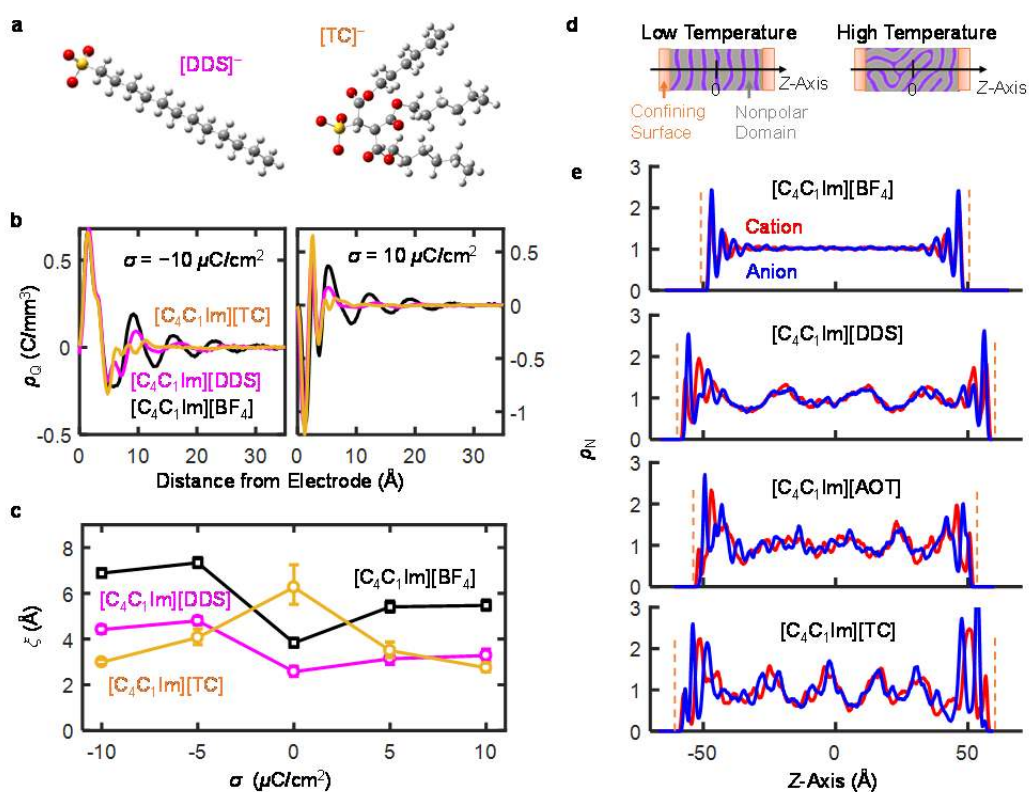 a
[DDS]⁻
[TC]⁻
b
σ = −10 μC/cm²
σ = 10 μC/cm²
[C₄C₁Im][TC]
[C₄C₁Im][DDS]
[C₄C₁Im][BF₄]
ρQ (C/mm³)
0.5
0
-0.5
0.5
0
-0.5
-1
0 10 20 30
0 10 20 30
Distance from Electrode (Å)
c
[C₄C₁Im][BF₄]
[C₄C₁Im][DDS]
[C₄C₁Im][TC]
ξ (Å)
8
6
4
2
0
-10 -5 0 5 10
σ (μC/cm²)
d
Low Temperature
High Temperature
0
Z-Axis
0
Z-Axis
Confining
Surface
Nonpolar
Domain
e
[C₄C₁Im][BF₄]
Cation
Anion
3
2
1
0
[C₄C₁Im][DDS]
3
2
1
0
ρN
[C₄C₁Im][AOT]
3
2
1
0
[C₄C₁Im][TC]
3
2
1
0
-50 0 50
Z-Axis (Å)